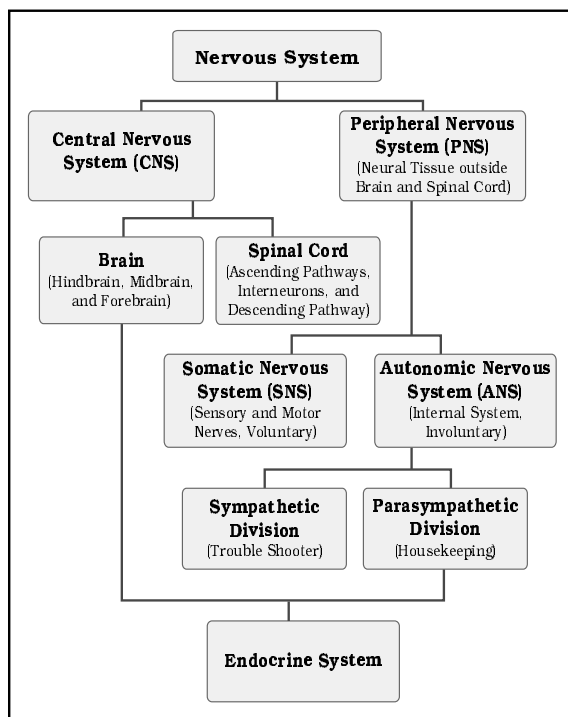 Nervous System
Central Nervous
System (CNS)
Peripheral Nervous
System (PNS)
(Neural Tissue outside
Brain and Spinal Cord)
Brain
(Hindbrain, Midbrain,
and Forebrain)
Spinal Cord
(Ascending Pathways,
Interneurons, and
Descending Pathway)
Somatic Nervous
System (SNS)
(Sensory and Motor
Nerves, Voluntary)
Autonomic Nervous
System (ANS)
(Internal System,
Involuntary)
Sympathetic
Division
(Trouble Shooter)
Parasympathetic
Division
(Housekeeping)
Endocrine System